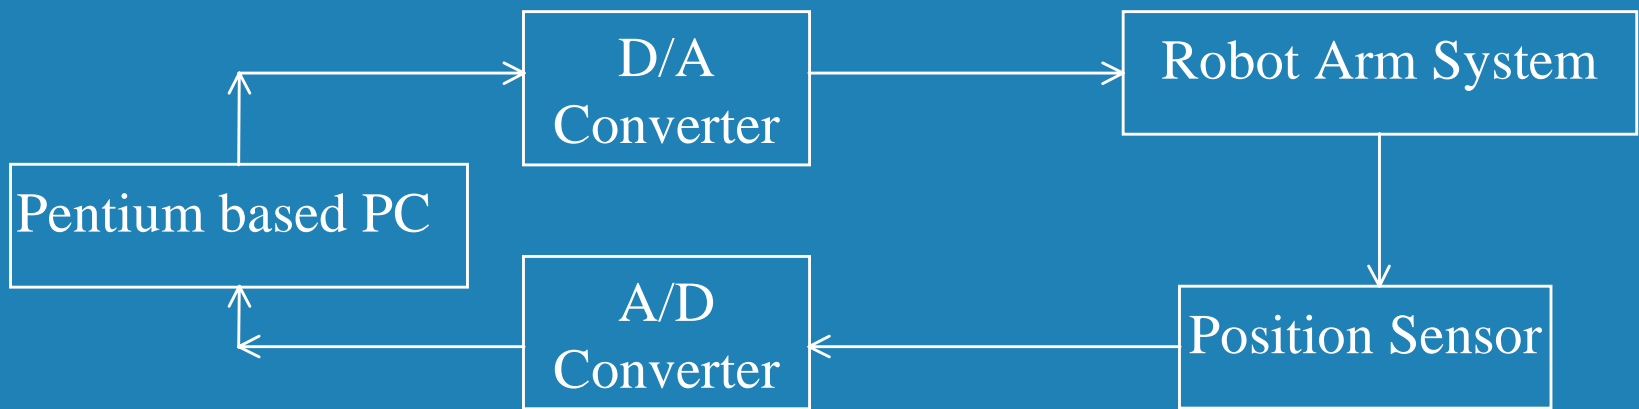 D/A
Converter
Robot Arm System
Pentium based PC
A/D
Converter
Position Sensor